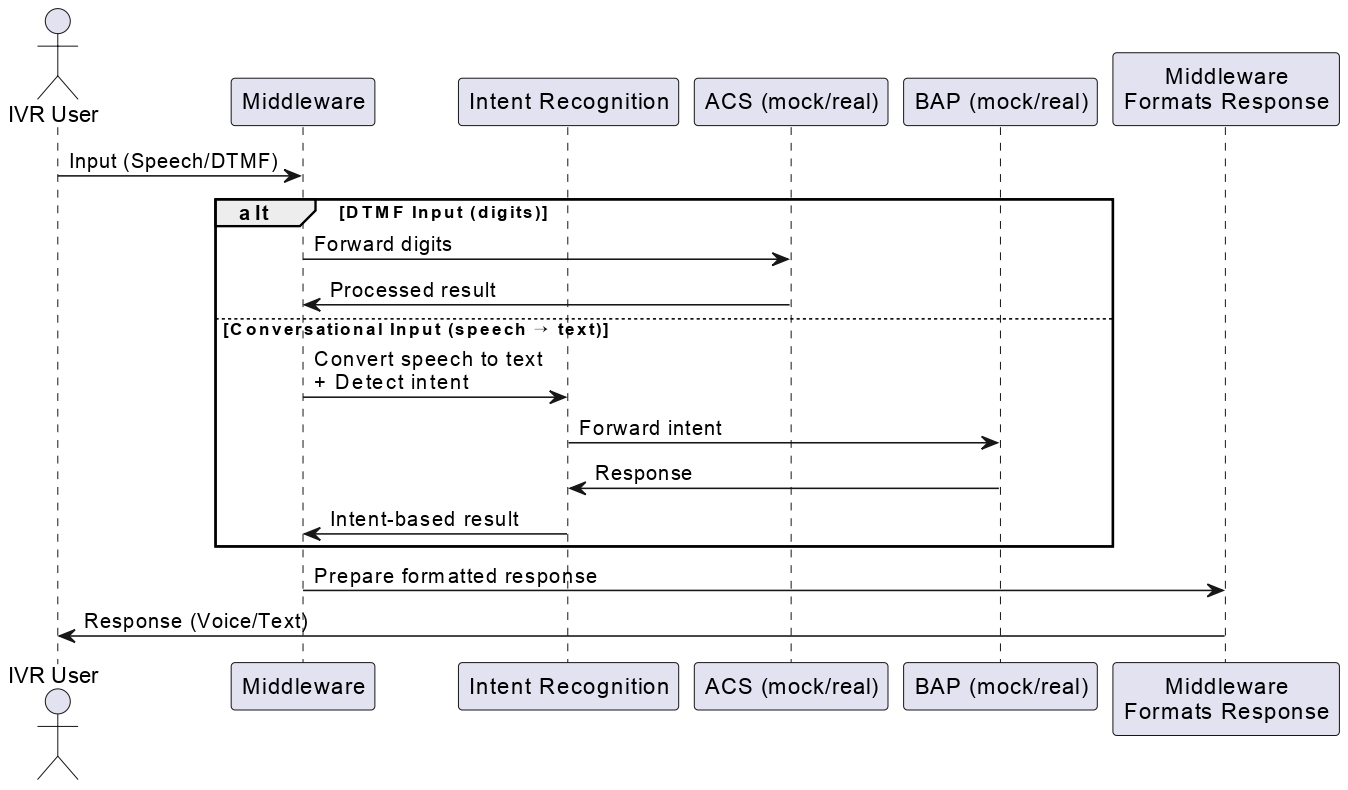 IVR User
Middleware
Intent Recognition
ACS (mock/real)
BAP (mock/real)
Middleware
Formats Response
Input (Speech/DTMF)
alt
[DTMF Input (digits)]
Forward digits
Processed result
[Conversational Input (speech → text)]
Convert speech to text
+ Detect intent
Forward intent
Response
Intent-based result
Prepare formatted response
Response (Voice/Text)
IVR User
Middleware
Intent Recognition
ACS (mock/real)
BAP (mock/real)
Middleware
Formats Response